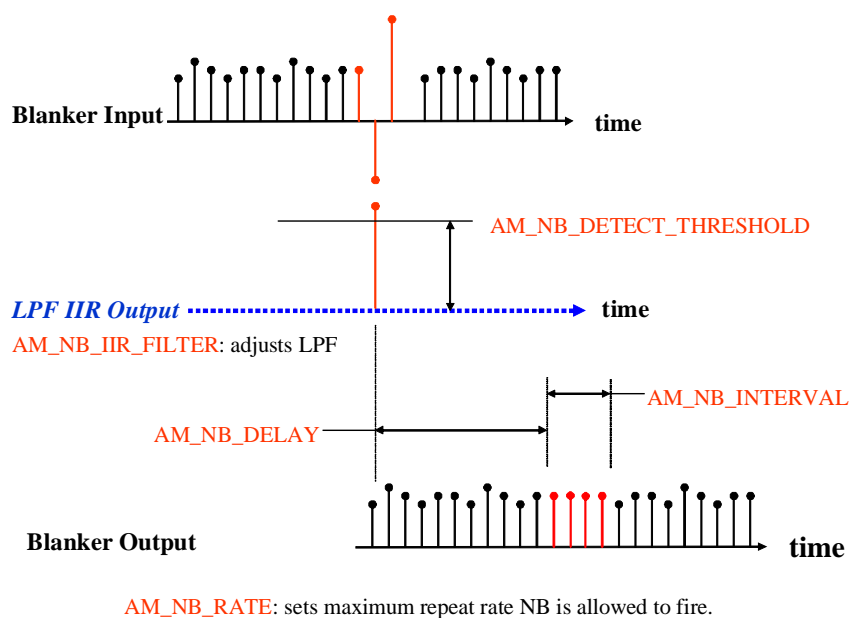 Blanker Input
time
AM_NB_DETECT_THRESHOLD
LPF IIR Output
time
AM_NB_IIR_FILTER: adjusts LPF
AM_NB_INTERVAL
AM_NB_DELAY
Blanker Output
time
AM_NB_RATE: sets maximum repeat rate NB is allowed to fire.